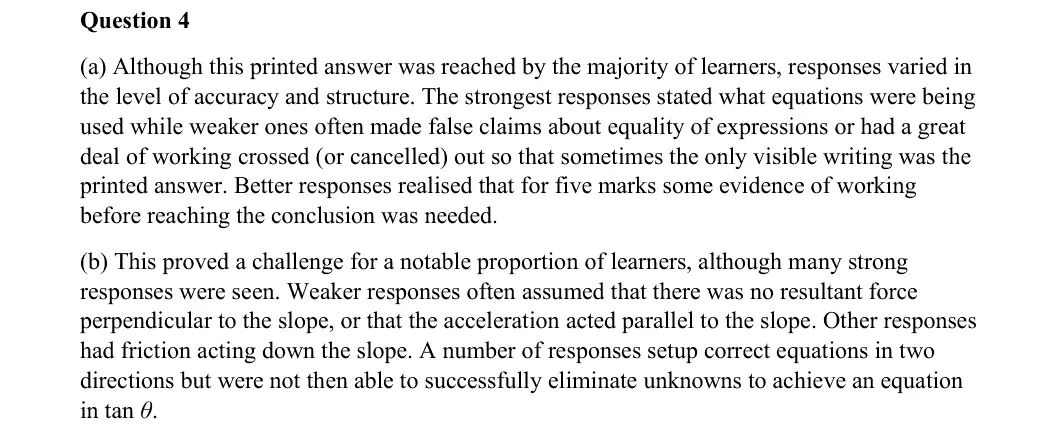 Question 4
(a) Although this printed answer was reached by the majority of learners, responses varied in
the level of accuracy and structure. The strongest responses stated what equations were being
used while weaker ones often made false claims about equality of expressions or had a great
deal of working crossed (or cancelled) out so that sometimes the only visible writing was the
printed answer. Better responses realised that for five marks some evidence of working
before reaching the conclusion was needed.
(b) This proved a challenge for a notable proportion of learners, although many strong
responses were seen. Weaker responses often assumed that there was no resultant force
perpendicular to the slope, or that the acceleration acted parallel to the slope. Other responses
had friction acting down the slope. A number of responses setup correct equations in two
directions but were not then able to successfully eliminate unknowns to achieve an equation
in tan θ.